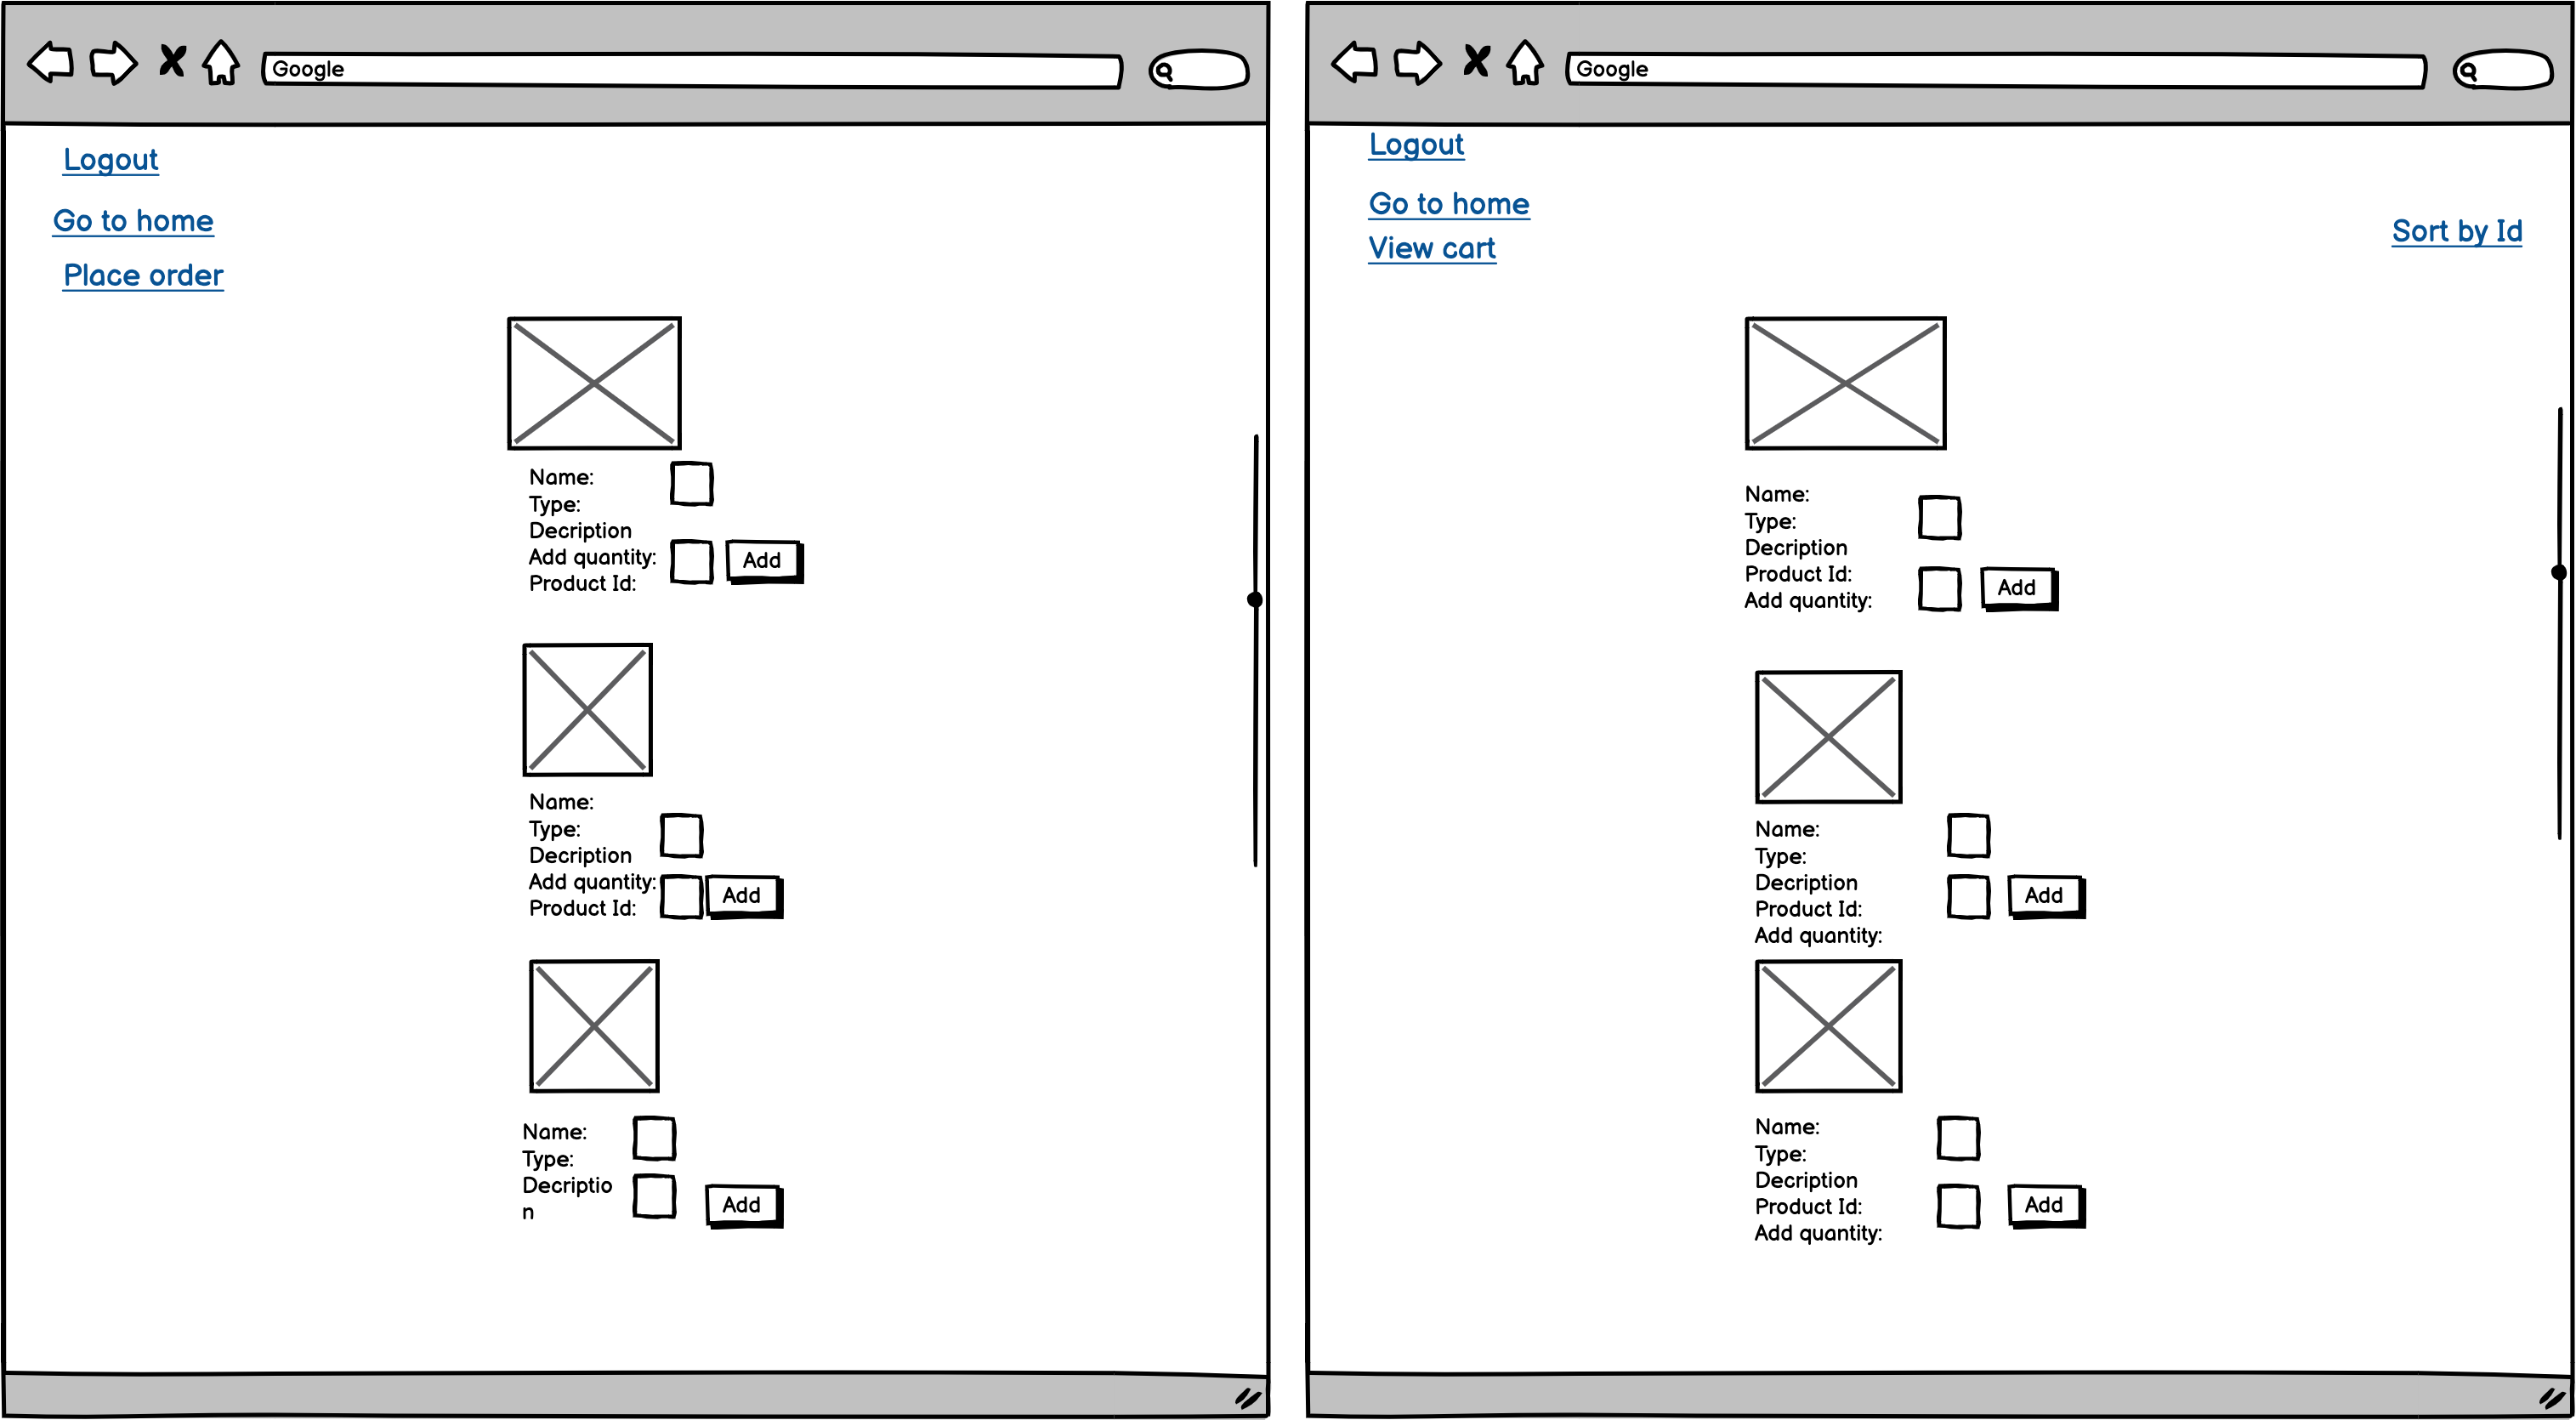 Google
Logout
Go to home
Place order
Name:
Type:
Decription
Add quantity:
Product Id:
Add
Name:
Type:
Decription
Add quantity:
Product Id:
Add
Name:
Type:
Decriptio
n
Add
Google
Logout
Go to home
View cart
Sort by Id
Name:
Type:
Decription
Product Id:
Add quantity:
Add
Name:
Type:
Decription
Product Id:
Add quantity:
Add
Name:
Type:
Decription
Product Id:
Add quantity:
Add